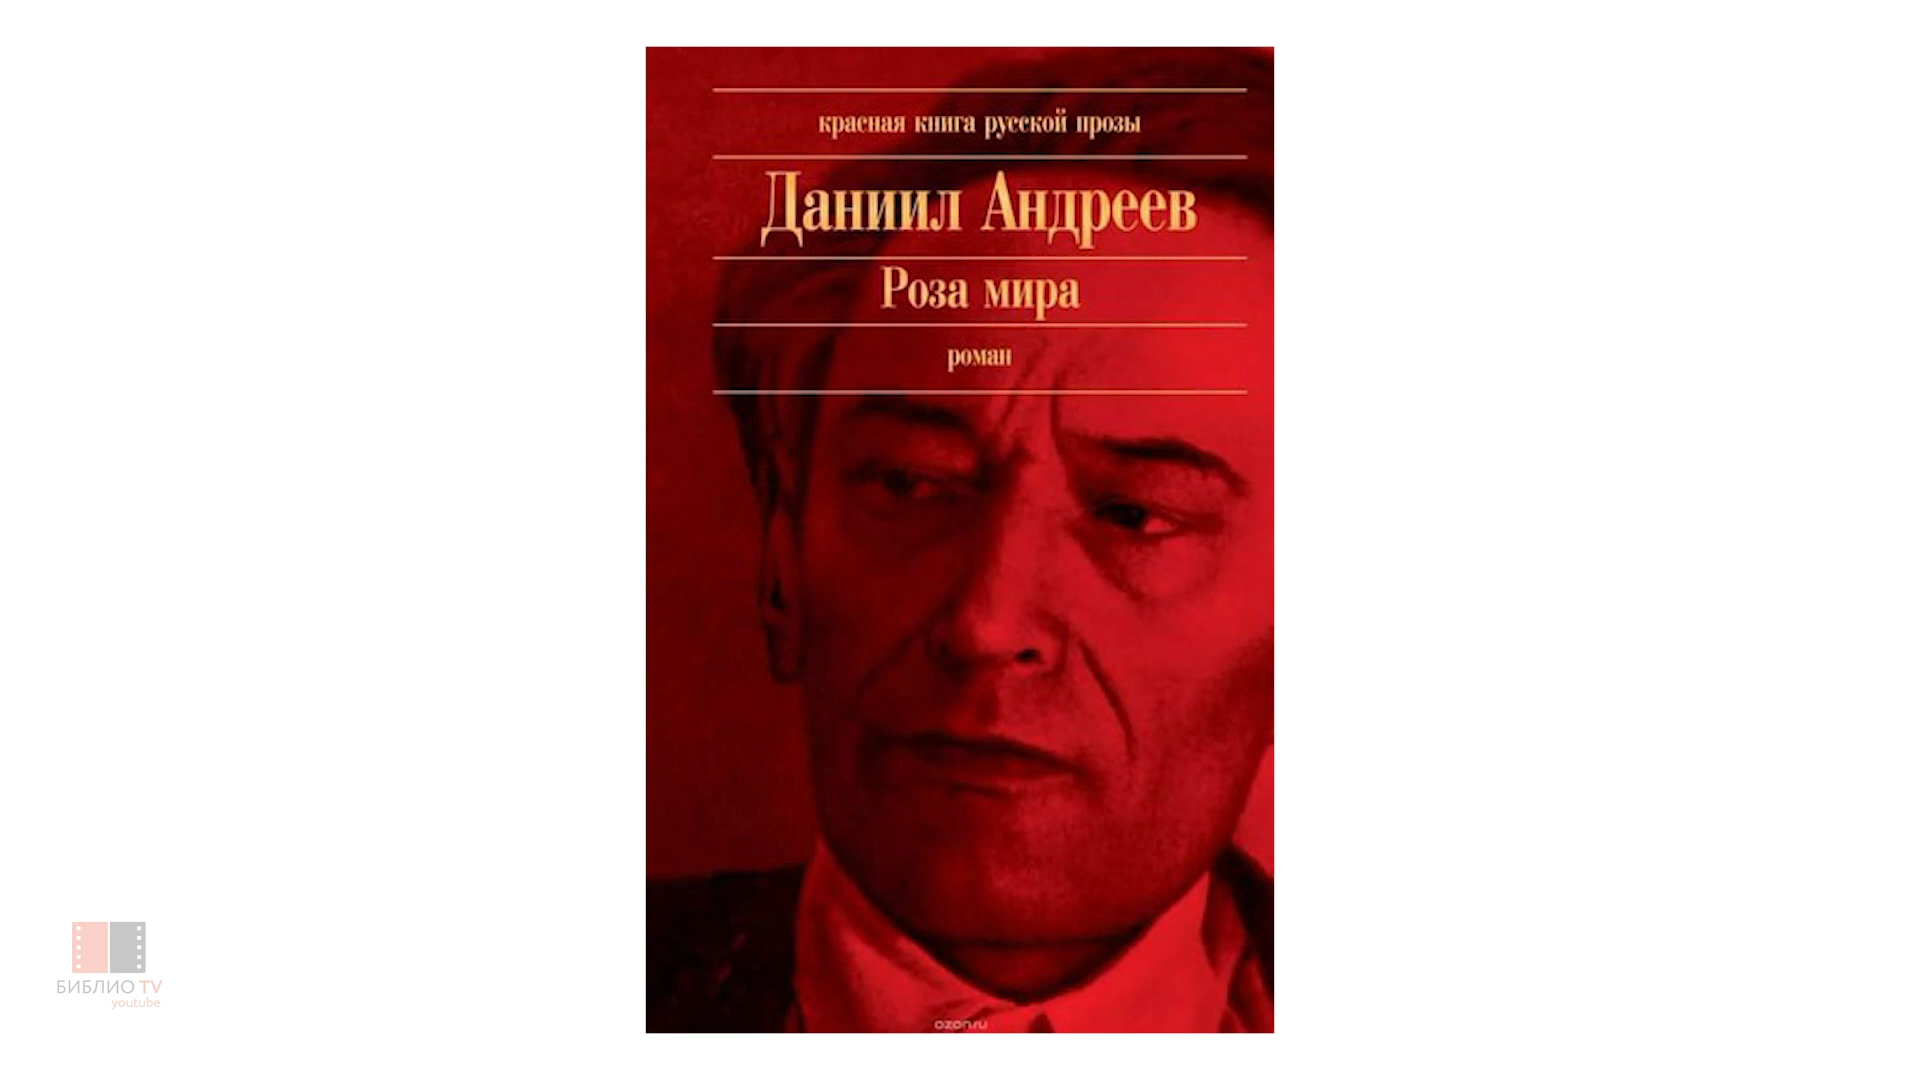 красная книга русской прозы
Даниил Андреев
Роза мира
роман
ozon.ru
БИБЛИО TV
youtube